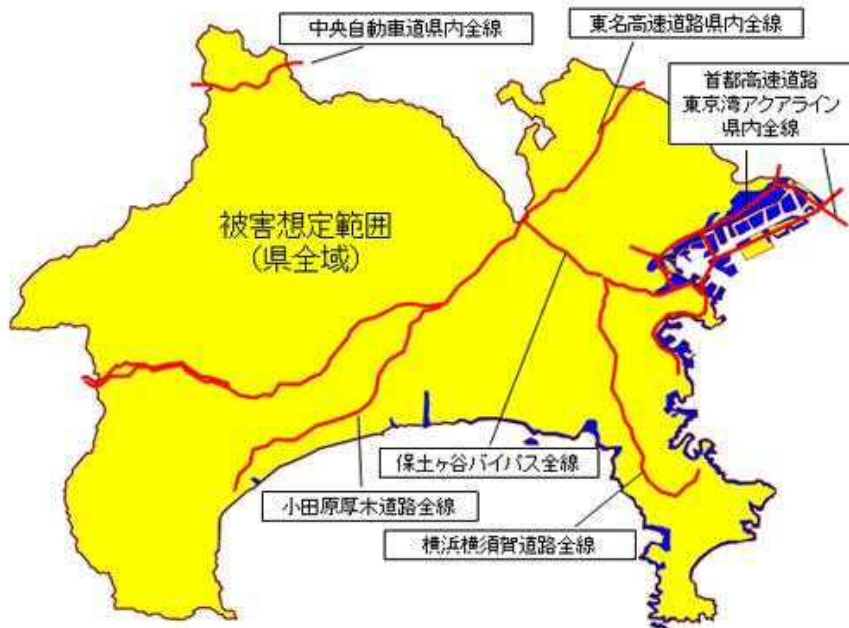 中央自動車道県内全線
東名高速道路県内全線
首都高速道路
東京湾アクアライン
県内全線
被害想定範囲
(県全域)
保土ヶ谷バイパス全線
小田原厚木道路全線
横浜横須賀道路全線